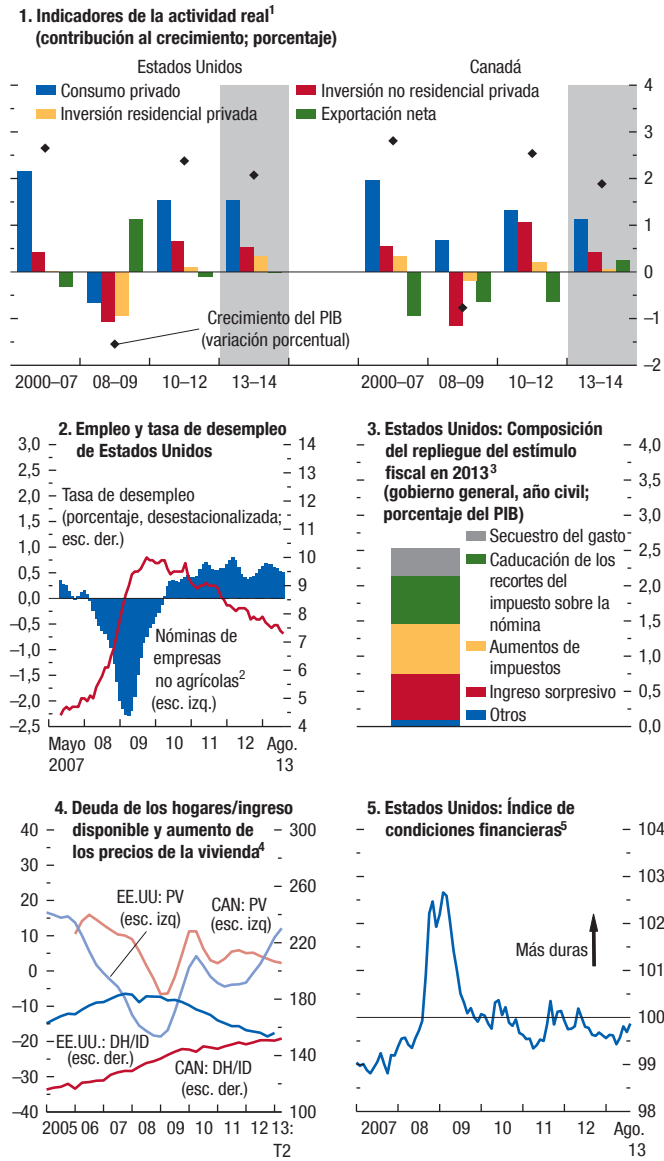 1. Indicadores de la actividad real1
(contribución al crecimiento; porcentaje)
Estados Unidos
Canadá
Consumo privado
Inversión no residencial privada
Inversión residencial privada
Exportación neta
4
3
2
1
0
–1
–2
Crecimiento del PIB
(variación porcentual)
2000–07 08–09 10–12 13–14
2000–07 08–09 10–12 13–14
2. Empleo y tasa de desempleo
de Estados Unidos
3,0
2,5
2,0
1,5
1,0
0,5
0,0
–0,5
–1,0
–1,5
–2,0
–2,5
14
13
12
11
10
9
8
7
6
5
4
Tasa de desempleo
(porcentaje, desestacionalizada;
esc. der.)
Nóminas de
empresas
no agrícolas2
(esc. izq.)
Mayo 08 09 10 11 12 Ago.
2007 13
3. Estados Unidos: Composición
del repliegue del estímulo
fiscal en 20133
(gobierno general, año civil;
porcentaje del PIB)
4,0
3,5
3,0
2,5
2,0
1,5
1,0
0,5
0,0
Secuestro del gasto
Caducación de los
recortes del
impuesto sobre la
nómina
Aumentos de
impuestos
Ingreso sorpresivo
Otros
4. Deuda de los hogares/ingreso
disponible y aumento de
los precios de la vivienda4
40
30
20
10
0
–10
–20
–30
–40
300
260
220
180
140
100
EE.UU: PV
(esc. izq)
CAN: PV
(esc. izq)
EE.UU.: DH/ID
(esc. der.)
CAN: DH/ID
(esc. der.)
2005 06 07 08 09 10 11 12 13:
T2
5. Estados Unidos: Índice de
condiciones financieras5
104
103
102
101
100
99
98
Más duras
2007 08 09 10 11 12 Ago.
13